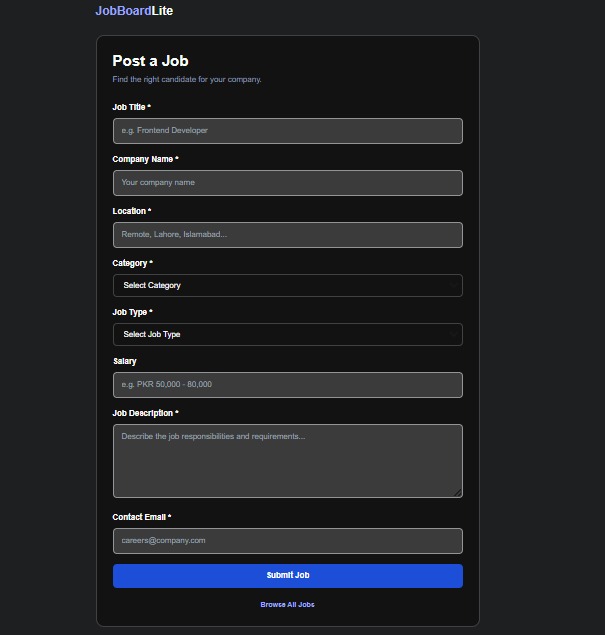 JobBoardLite
Post a Job
Find the right candidate for your company.
Job Title *
e.g. Frontend Developer
Company Name *
Your company name
Location *
Remote, Lahore, Islamabad...
Category *
Select Category
Job Type *
Select Job Type
Salary
e.g. PKR 50,000 - 80,000
Job Description *
Describe the job responsibilities and requirements...
Contact Email *
careers@company.com
Submit Job
Browse All Jobs